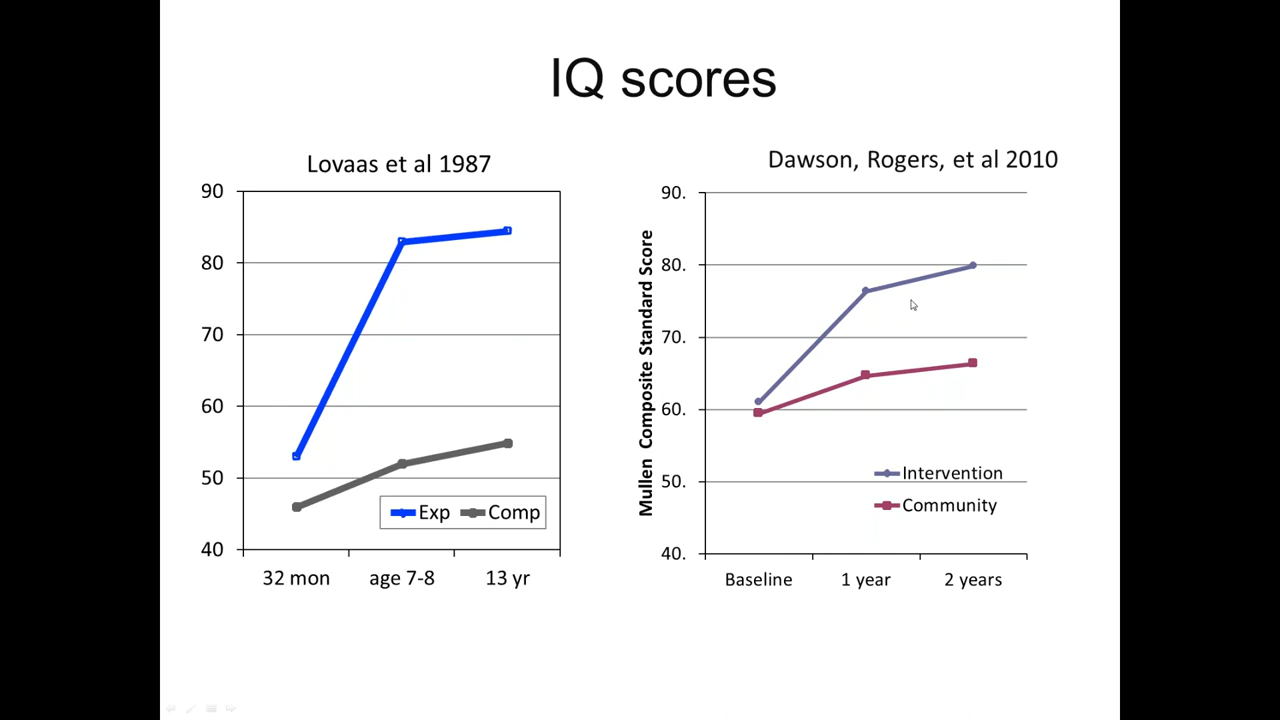 IQ scores
Lovaas et al 1987
90
80
70
60
50
40
32 mon
age 7-8
13 yr
Exp
Comp
Dawson, Rogers, et al 2010
Mullen Composite Standard Score
90.
80.
70.
60.
50.
40.
Baseline
1 year
2 years
Intervention
Community